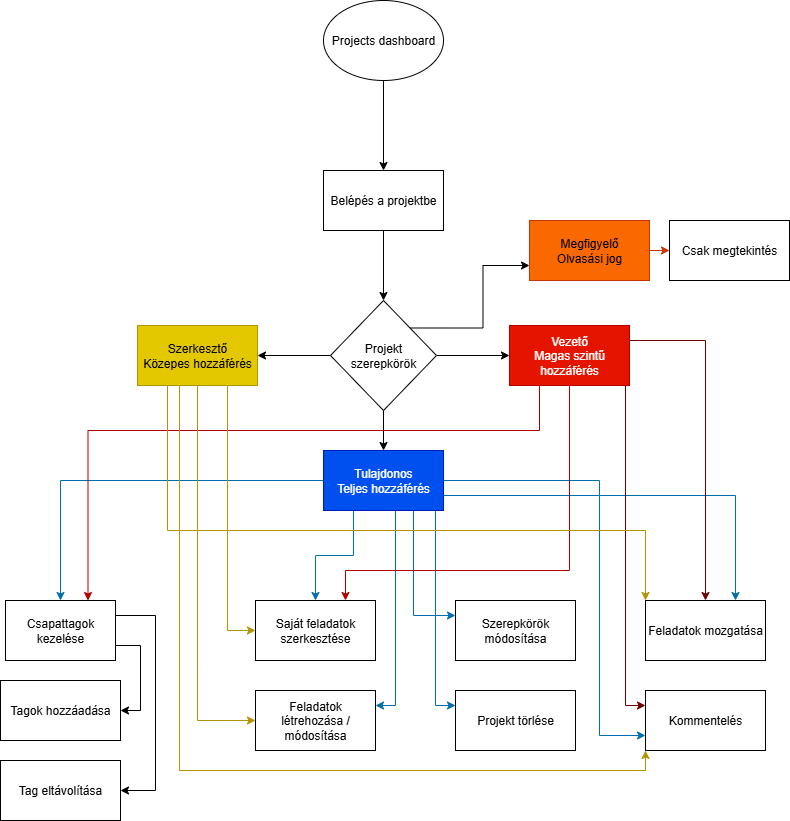 Projects dashboard
Belépés a projektbe
Megfigyelő
Olvasási jog
Csak megtekintés
Szerkesztő
Közepes hozzáférés
Projekt
szerepkörök
Vezető
Magas szintű
hozzáférés
Tulajdonos
Teljes hozzáférés
Csapattagok
kezelése
Saját feladatok
szerkesztése
Szerepkörök
módosítása
Feladatok mozgatása
Tagok hozzáadása
Feladatok
létrehozása /
módosítása
Projekt törlése
Kommentelés
Tag eltávolítása